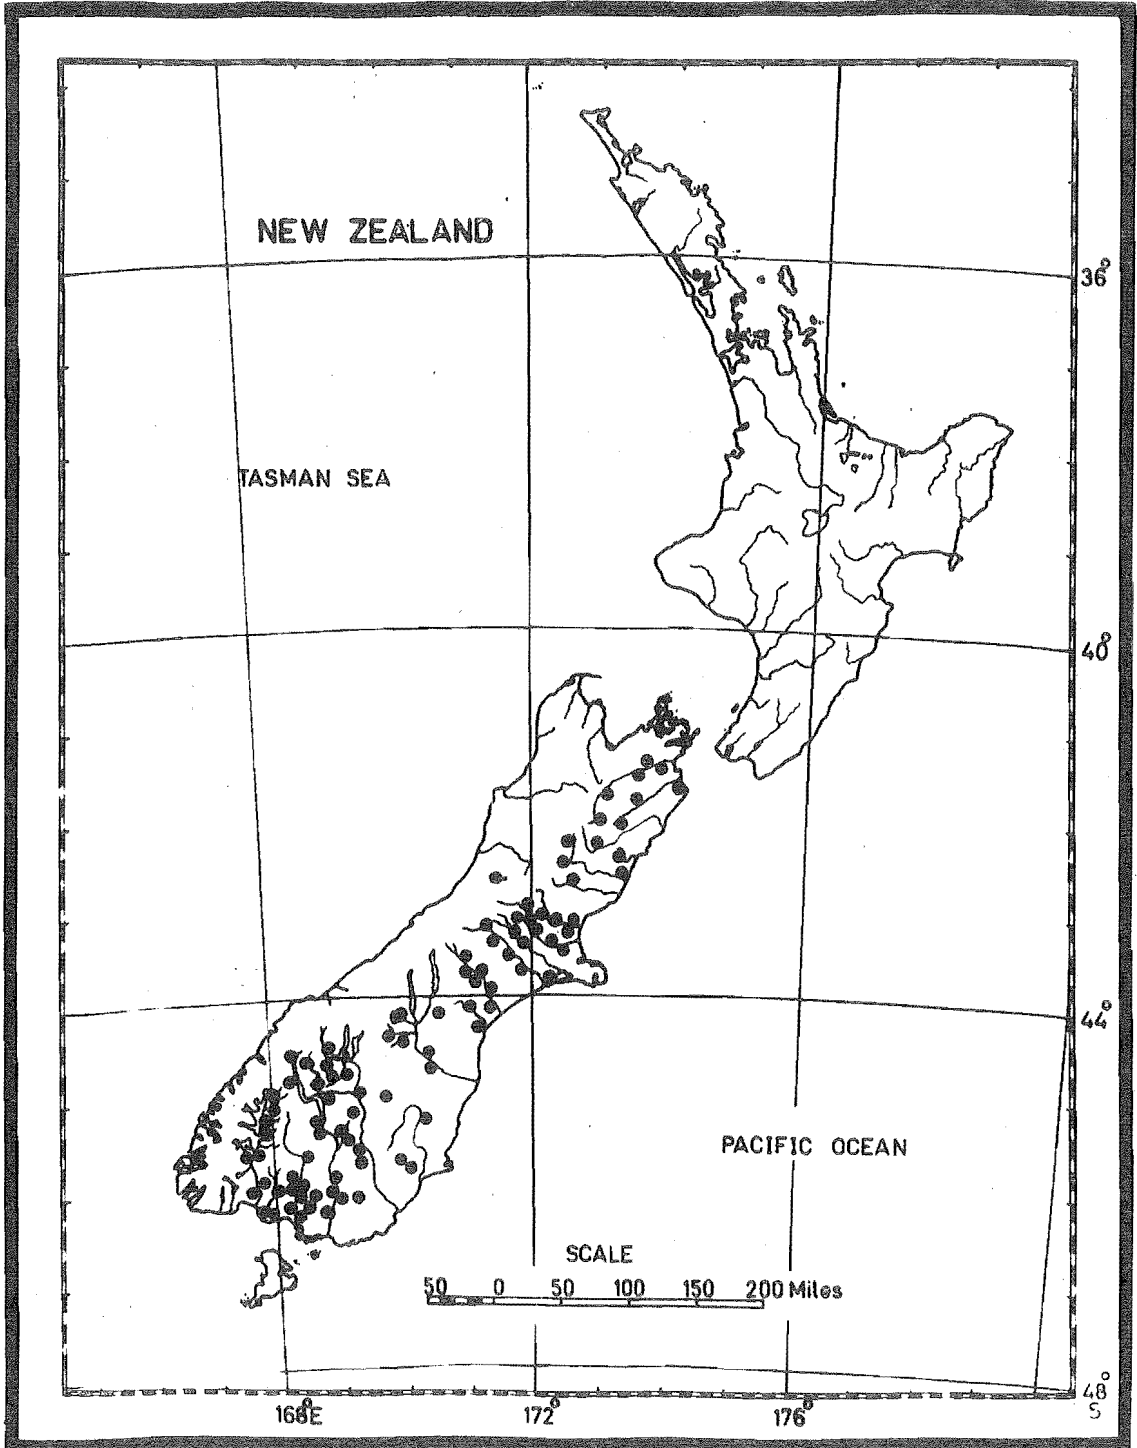 NEW ZEALAND
36°
TASMAN SEA
40°
44°
PACIFIC OCEAN
SCALE
50 0 50 100 150 200 Miles
48°
S
168E 172° 176°